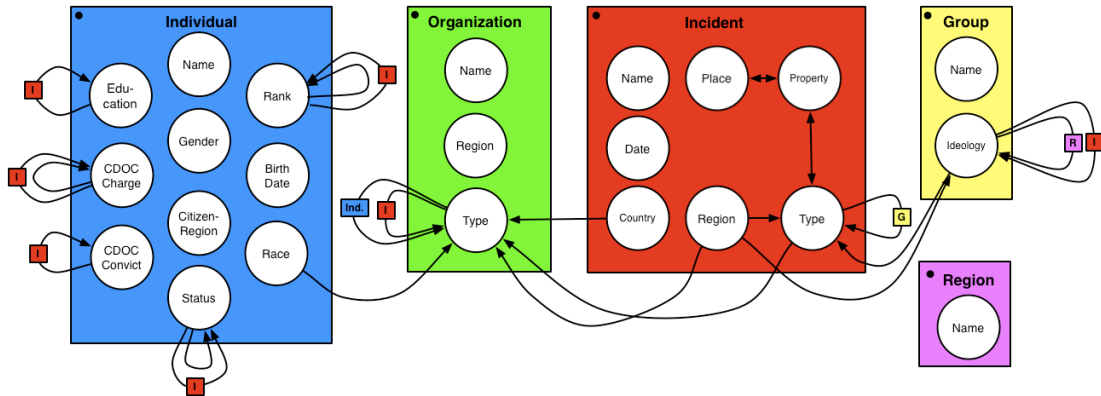 Individual
Name
Edu-
cation
Rank
Gender
CDOC
Charge
Birth
Date
Citizen-
Region
CDOC
Convict
Race
Status
I
I
I
I
I
Organization
Name
Region
Type
Ind.
I
Incident
Name
Place
Property
Date
Country
Region
Type
G
Group
Name
Ideology
R
I
Region
Name